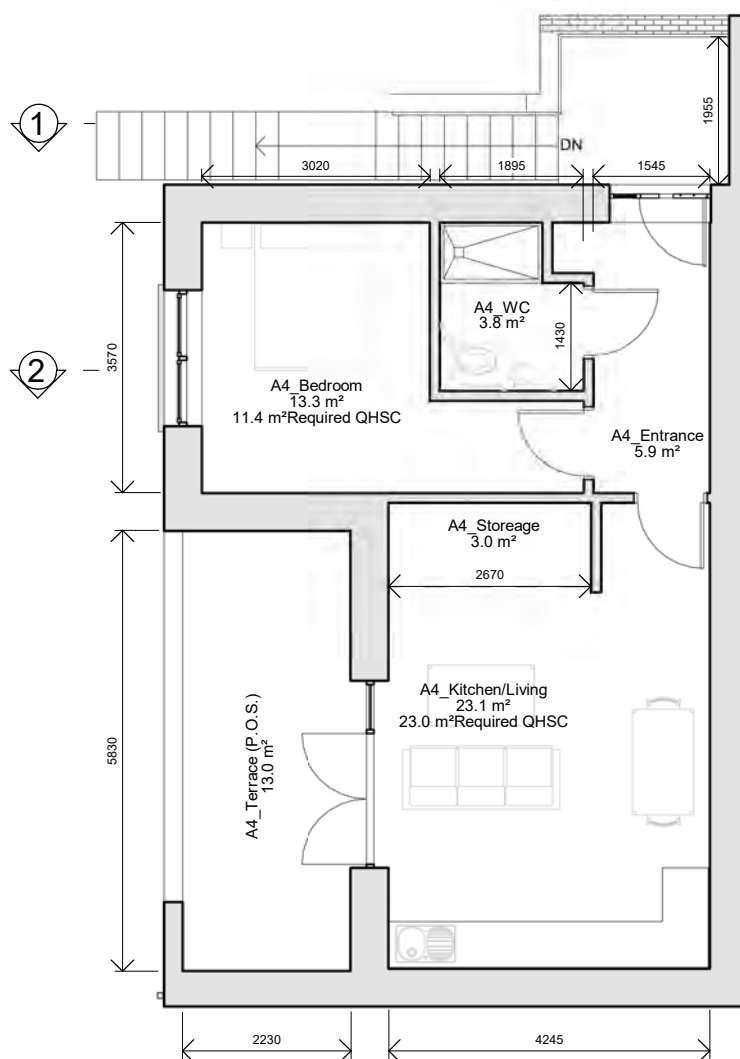 1955
1
DN
3020
1895
1545
A4_WC
3.8 m²
1430
3570
2
A4_Bedroom
13.3 m²
11.4 m²Required QHSC
A4_Entrance
5.9 m²
A4_Storeage
3.0 m²
2670
A4_Kitchen/Living
23.1 m²
23.0 m²Required QHSC
5830
A4_Terrace (P.O.S.)
13.0 m²
2230
4245